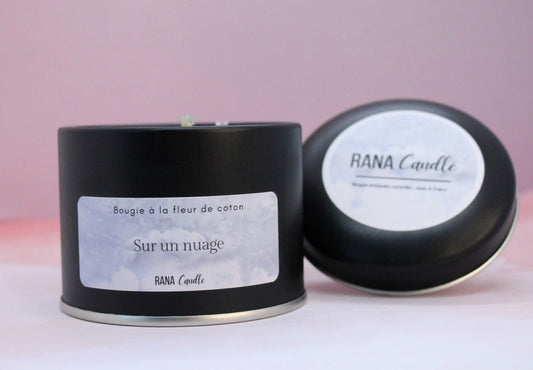 Bougie à la fleur de coton
Sur un nuage
RANA Candle
RANA Candle